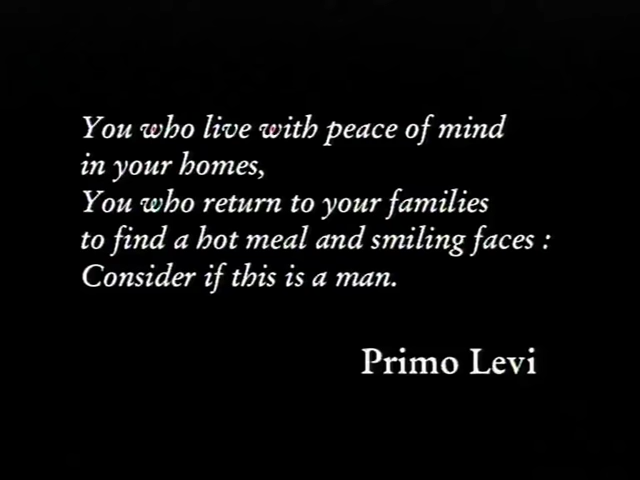 You who live with peace of mind
in your homes,
You who return to your families
to find a hot meal and smiling faces :
Consider if this is a man.
Primo Levi